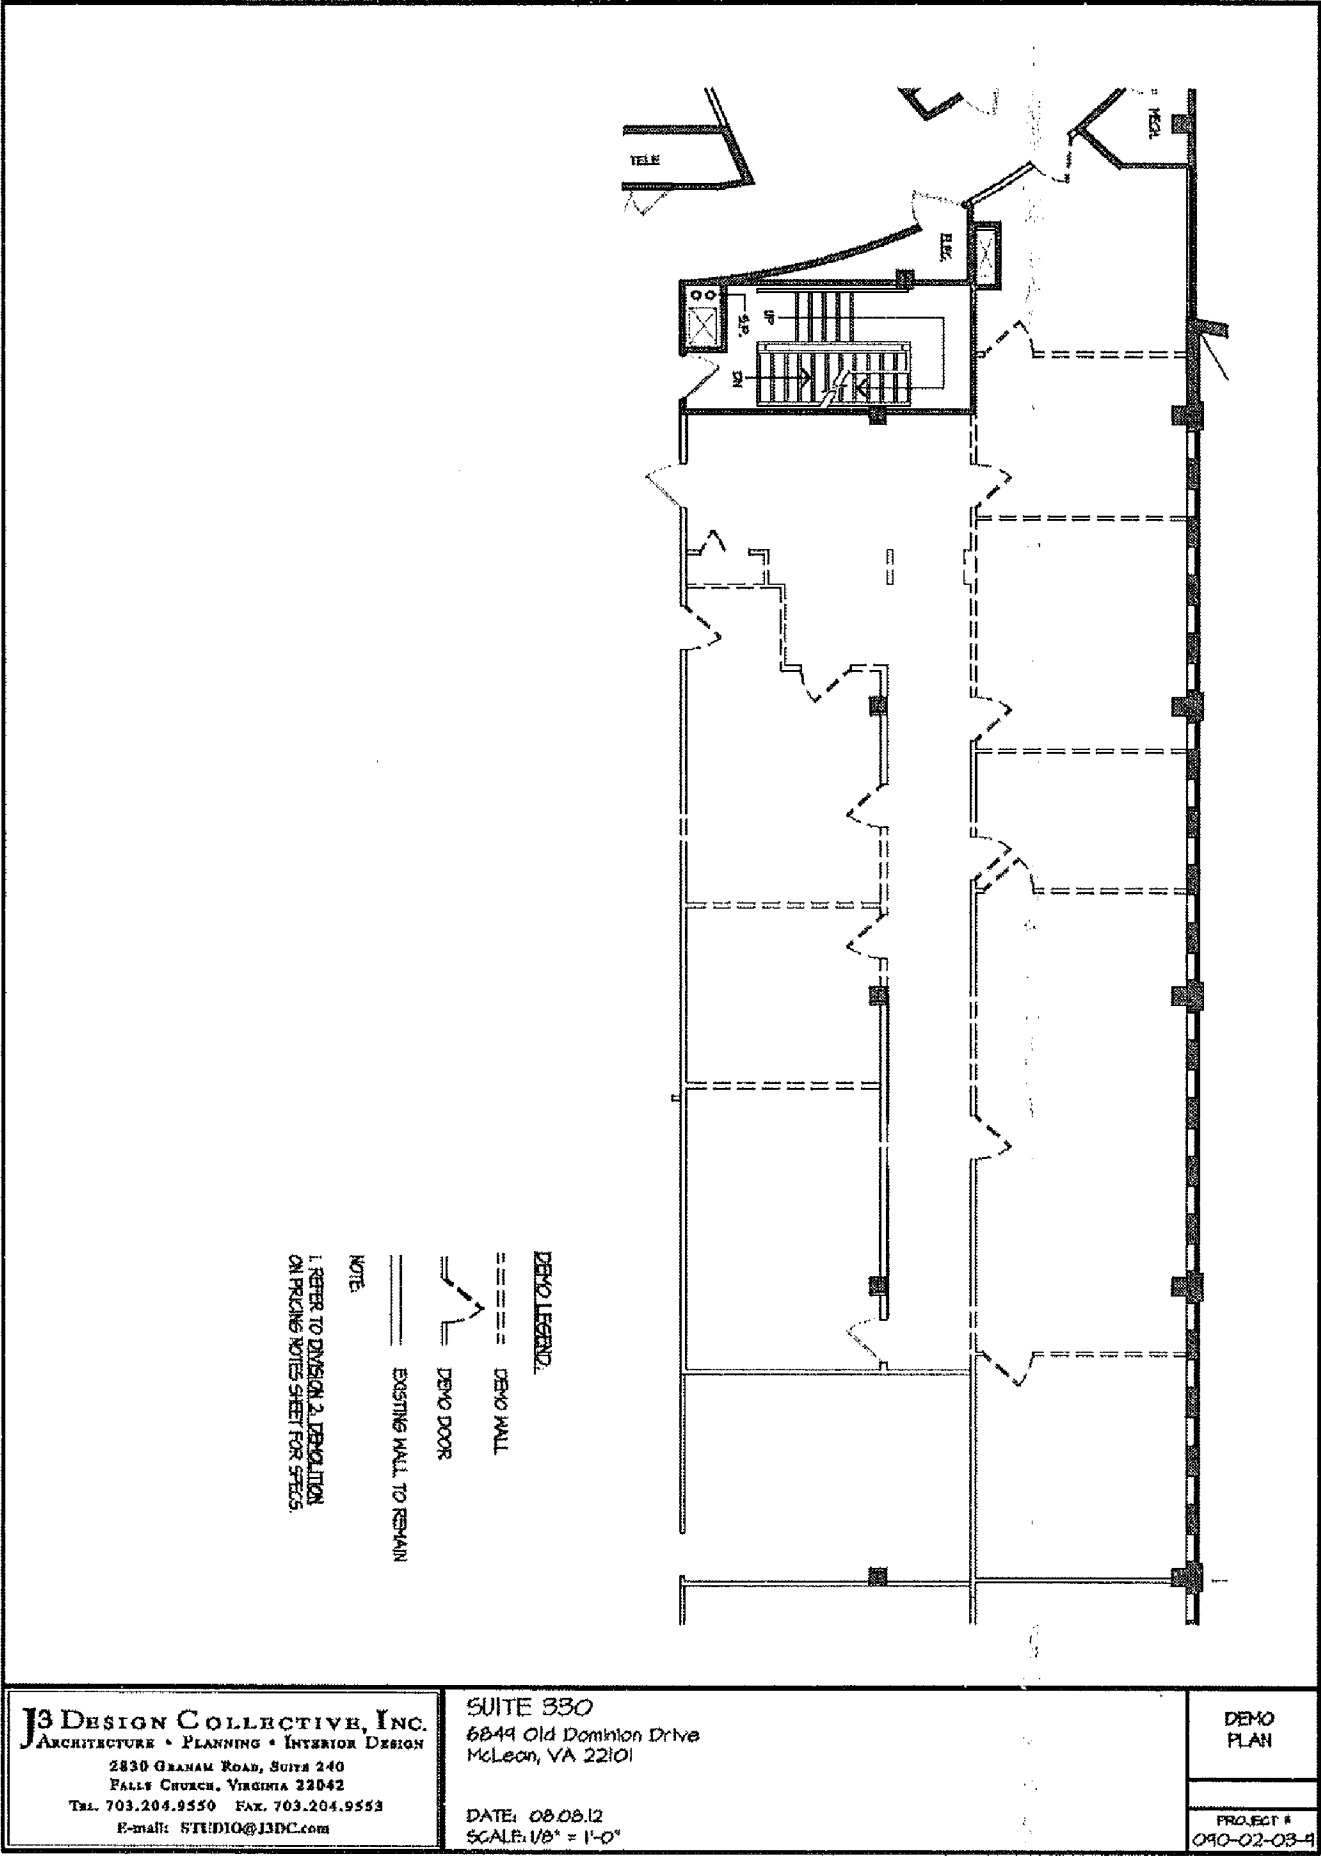 MECH.
TELE
ELEC.
S.P.
UP
DN
DEMO LEGEND:
DEMO WALL
DEMO DOOR
EXISTING WALL TO REMAIN
NOTE:
1. REFER TO DIVISION 2, DEMOLITION
ON PRICING NOTES SHEET FOR SPECS.
J3 DESIGN COLLECTIVE, INC.
ARCHITECTURE • PLANNING • INTERIOR DESIGN
2830 GRAHAM ROAD, SUITE 240
FALLS CHURCH, VIRGINIA 22042
TEL. 703.204.9550 FAX. 703.204.9553
E-mail: STUDIO@J3DC.com
SUITE 330
6849 Old Dominion Drive
McLean, VA 22101
DATE: 08.08.12
SCALE: 1/8" = 1'-0"
DEMO
PLAN
PROJECT #
090-02-03-9